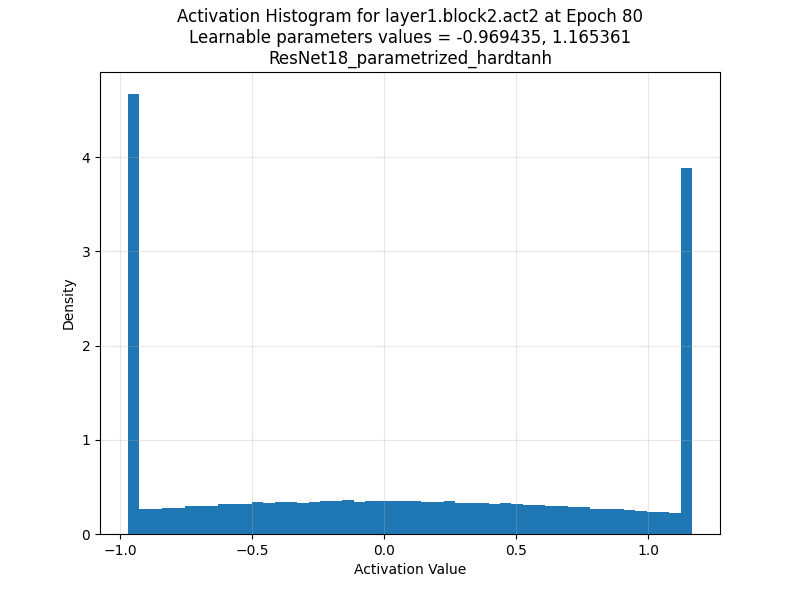 Activation Histogram for layer1.block2.act2 at Epoch 80
Learnable parameters values = -0.969435, 1.165361
ResNet18_parametrized_hardtanh
Density
4
3
2
1
0
−1.0 −0.5 0.0 0.5 1.0
Activation Value